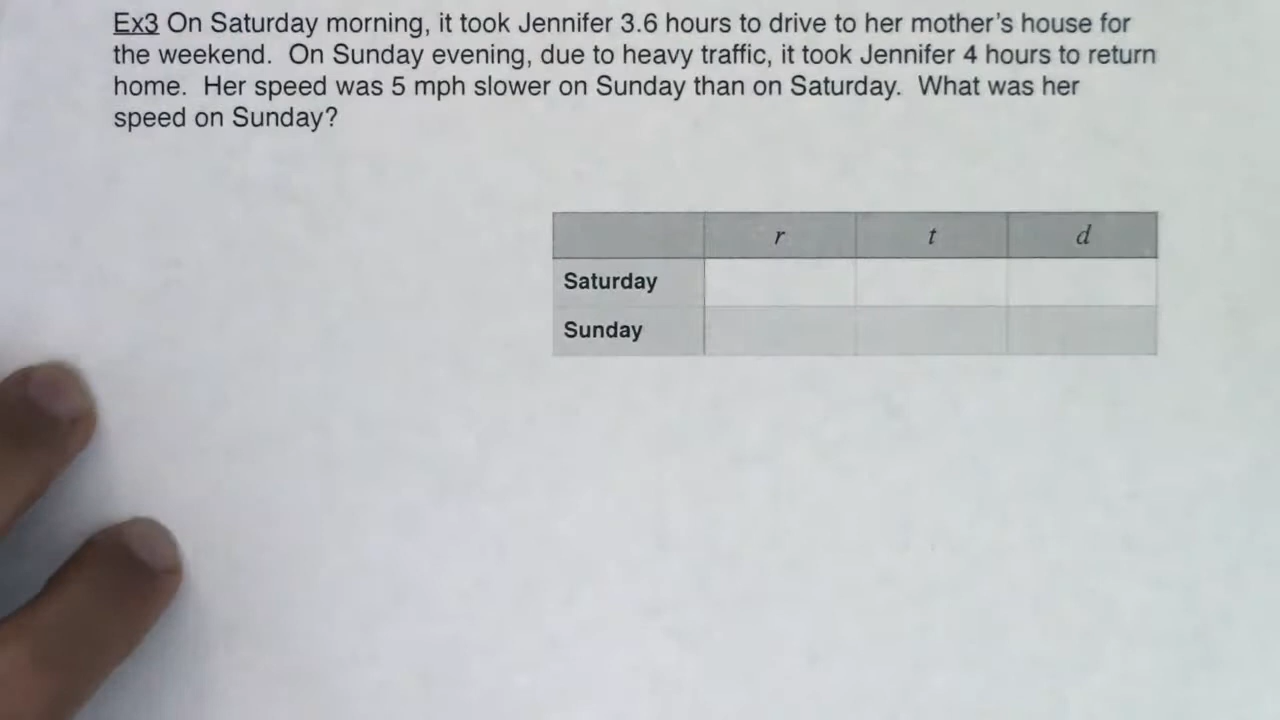 Ex3 On Saturday morning, it took Jennifer 3.6 hours to drive to her mother's house for
the weekend.  On Sunday evening, due to heavy traffic, it took Jennifer 4 hours to return
home.  Her speed was 5 mph slower on Sunday than on Saturday.  What was her
speed on Sunday?
r t d
Saturday
Sunday